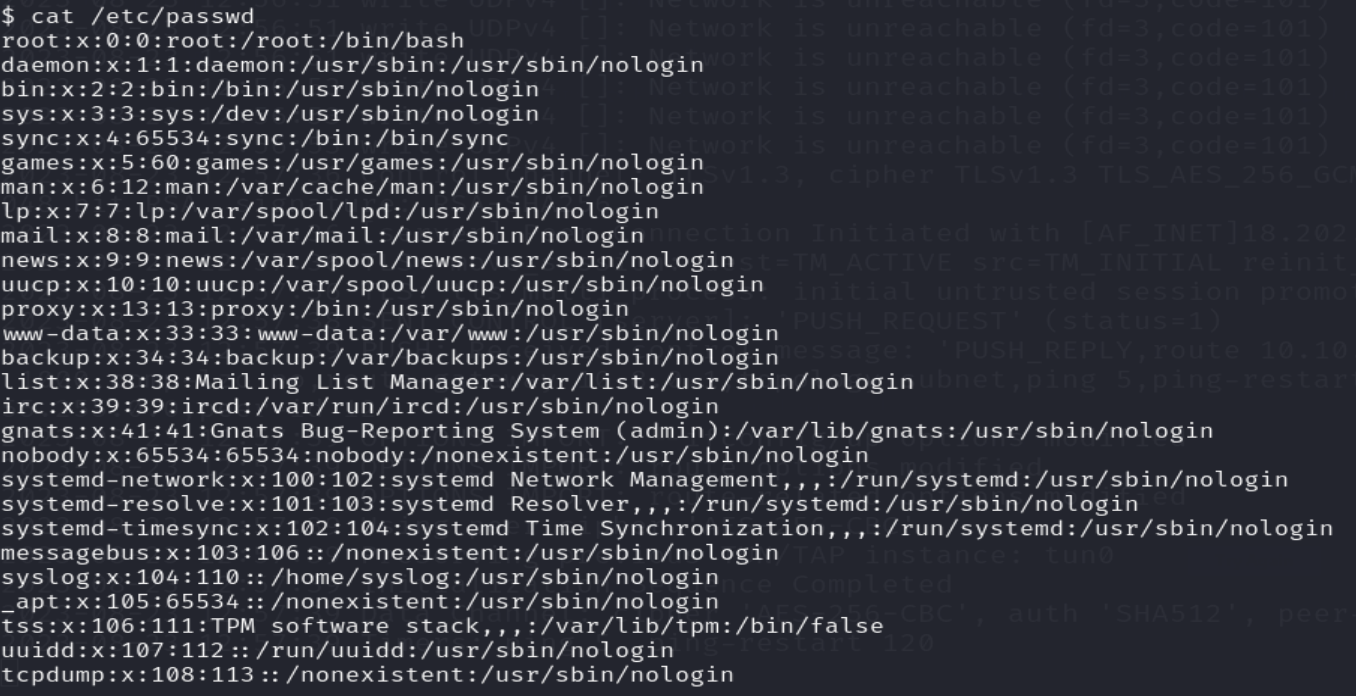 $ cat /etc/passwd
root:x:0:0:root:/root:/bin/bash
daemon:x:1:1:daemon:/usr/sbin:/usr/sbin/nologin
bin:x:2:2:bin:/bin:/usr/sbin/nologin
sys:x:3:3:sys:/dev:/usr/sbin/nologin
sync:x:4:65534:sync:/bin:/bin/sync
games:x:5:60:games:/usr/games:/usr/sbin/nologin
man:x:6:12:man:/var/cache/man:/usr/sbin/nologin
lp:x:7:7:lp:/var/spool/lpd:/usr/sbin/nologin
mail:x:8:8:mail:/var/mail:/usr/sbin/nologin
news:x:9:9:news:/var/spool/news:/usr/sbin/nologin
uucp:x:10:10:uucp:/var/spool/uucp:/usr/sbin/nologin
proxy:x:13:13:proxy:/bin:/usr/sbin/nologin
www-data:x:33:33:www-data:/var/www:/usr/sbin/nologin
backup:x:34:34:backup:/var/backups:/usr/sbin/nologin
list:x:38:38:Mailing List Manager:/var/list:/usr/sbin/nologin
irc:x:39:39:ircd:/var/run/ircd:/usr/sbin/nologin
gnats:x:41:41:Gnats Bug-Reporting System (admin):/var/lib/gnats:/usr/sbin/nologin
nobody:x:65534:65534:nobody:/nonexistent:/usr/sbin/nologin
systemd-network:x:100:102:systemd Network Management,,,:/run/systemd:/usr/sbin/nologin
systemd-resolve:x:101:103:systemd Resolver,,,:/run/systemd:/usr/sbin/nologin
systemd-timesync:x:102:104:systemd Time Synchronization,,,:/run/systemd:/usr/sbin/nologin
messagebus:x:103:106::/nonexistent:/usr/sbin/nologin
syslog:x:104:110::/home/syslog:/usr/sbin/nologin
_apt:x:105:65534::/nonexistent:/usr/sbin/nologin
tss:x:106:111:TPM software stack,,,:/var/lib/tpm:/bin/false
uuidd:x:107:112::/run/uuidd:/usr/sbin/nologin
tcpdump:x:108:113::/nonexistent:/usr/sbin/nologin